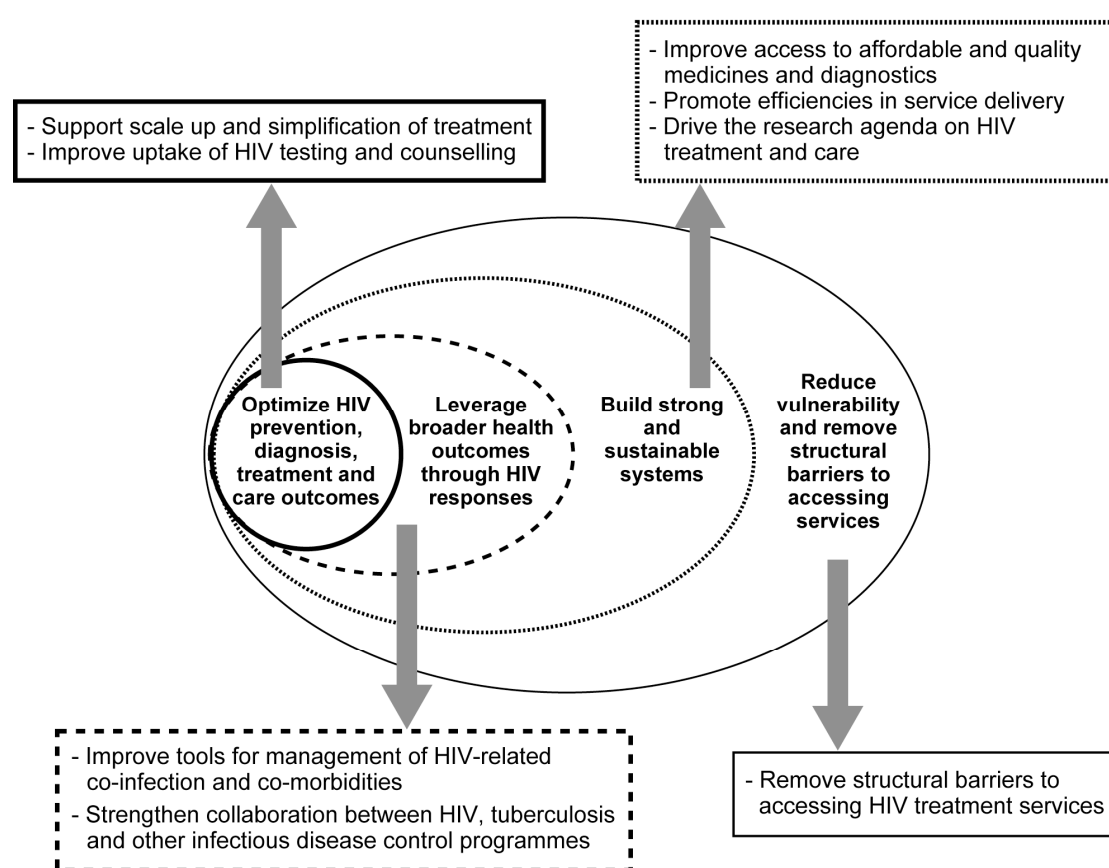 - Improve access to affordable and quality
medicines and diagnostics
- Promote efficiencies in service delivery
- Drive the research agenda on HIV
treatment and care
- Support scale up and simplification of treatment
- Improve uptake of HIV testing and counselling
Optimize HIV
prevention,
diagnosis,
treatment and
care outcomes
Leverage
broader health
outcomes
through HIV
responses
Build strong
and
sustainable
systems
Reduce
vulnerability
and remove
structural
barriers to
accessing
services
- Improve tools for management of HIV-related
co-infection and co-morbidities
- Strengthen collaboration between HIV, tuberculosis
and other infectious disease control programmes
- Remove structural barriers to
accessing HIV treatment services